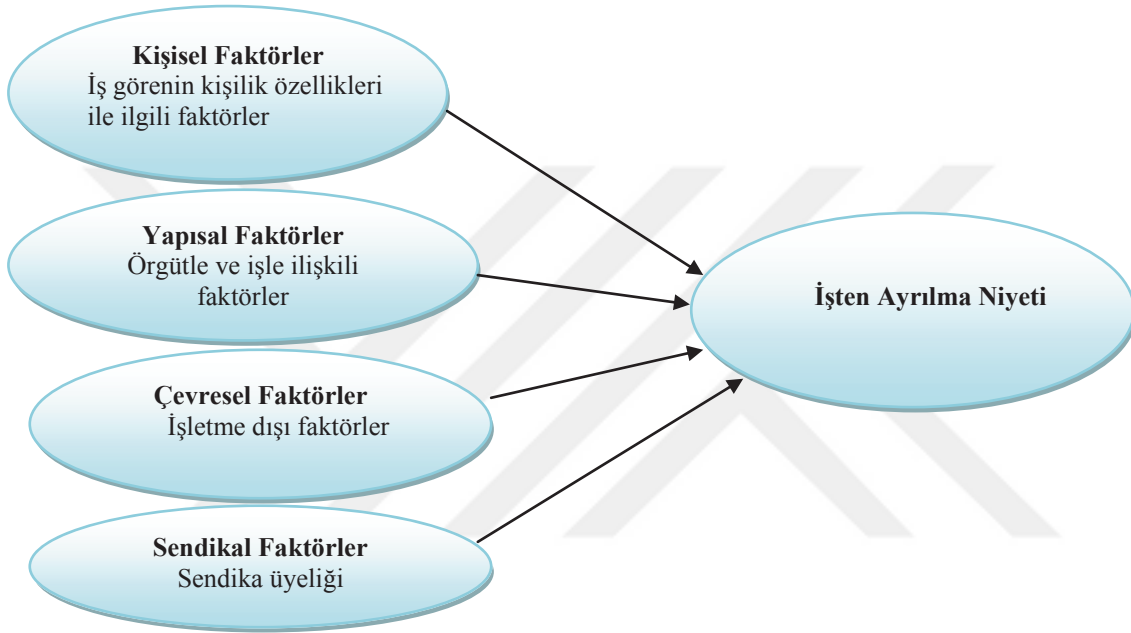 Kişisel Faktörler
İş görenin kişilik özellikleri
ile ilgili faktörler
Yapısal Faktörler
Örgütle ve işle ilişkili
faktörler
Çevresel Faktörler
İşletme dışı faktörler
Sendikal Faktörler
Sendika üyeliği
İşten Ayrılma Niyeti